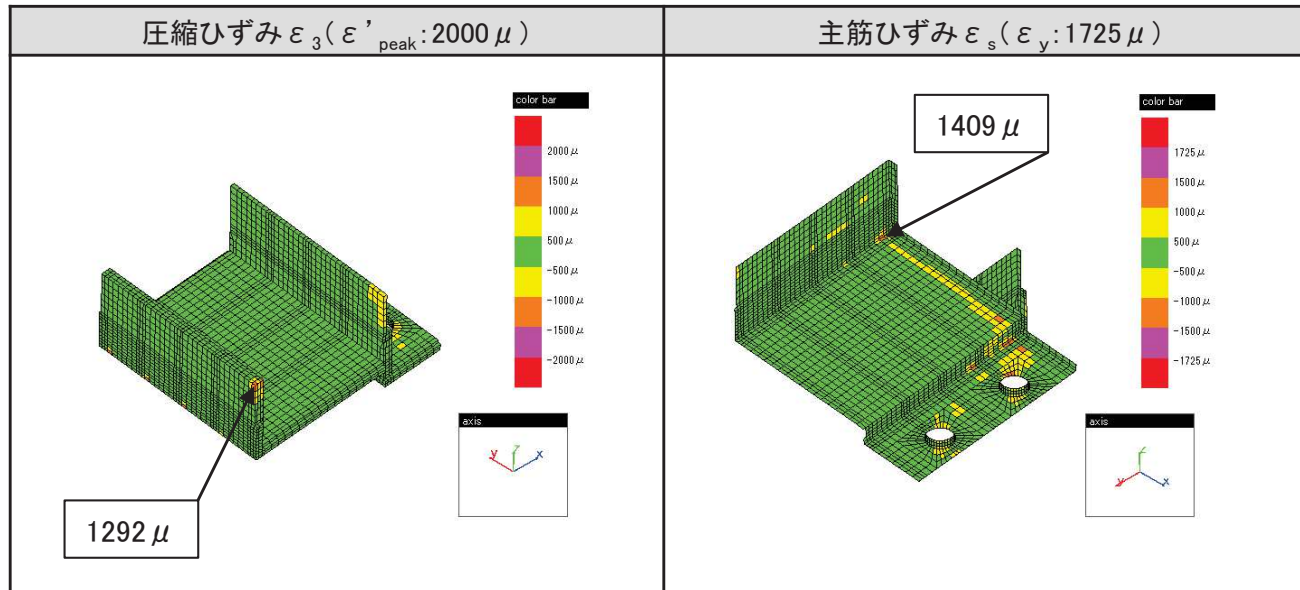 圧縮ひずみε₃(ε’peak:2000μ)
主筋ひずみεs(εy:1725μ)
color bar
2000μ
1500μ
1000μ
500μ
-500μ
-1000μ
-1500μ
-2000μ
axis
y z x
1292μ
1409μ
color bar
1725μ
1500μ
1000μ
500μ
-500μ
-1000μ
-1500μ
-1725μ
axis
z
y x